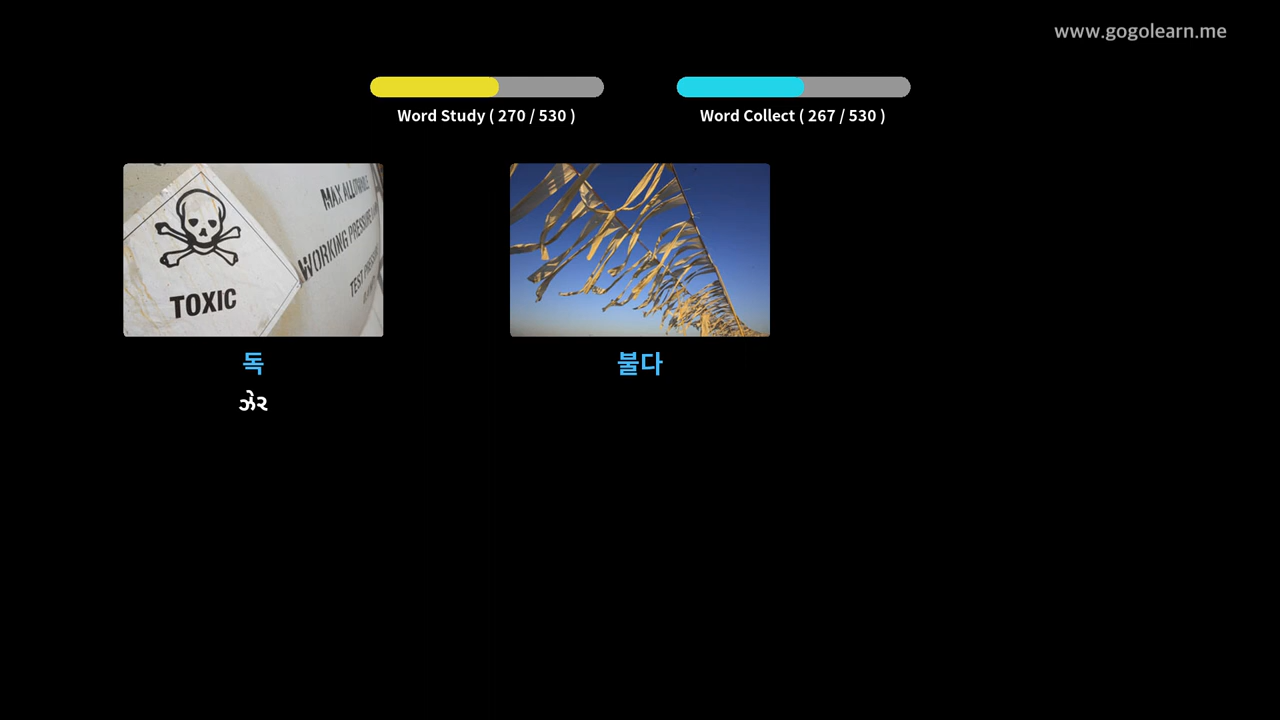 www.gogolearn.me
Word Study ( 270 / 530 )
Word Collect ( 267 / 530 )
MAX ALLOWABLE
WORKING PRESSURE
TEST PRESSURE
TOXIC
독
불다
ઝેર